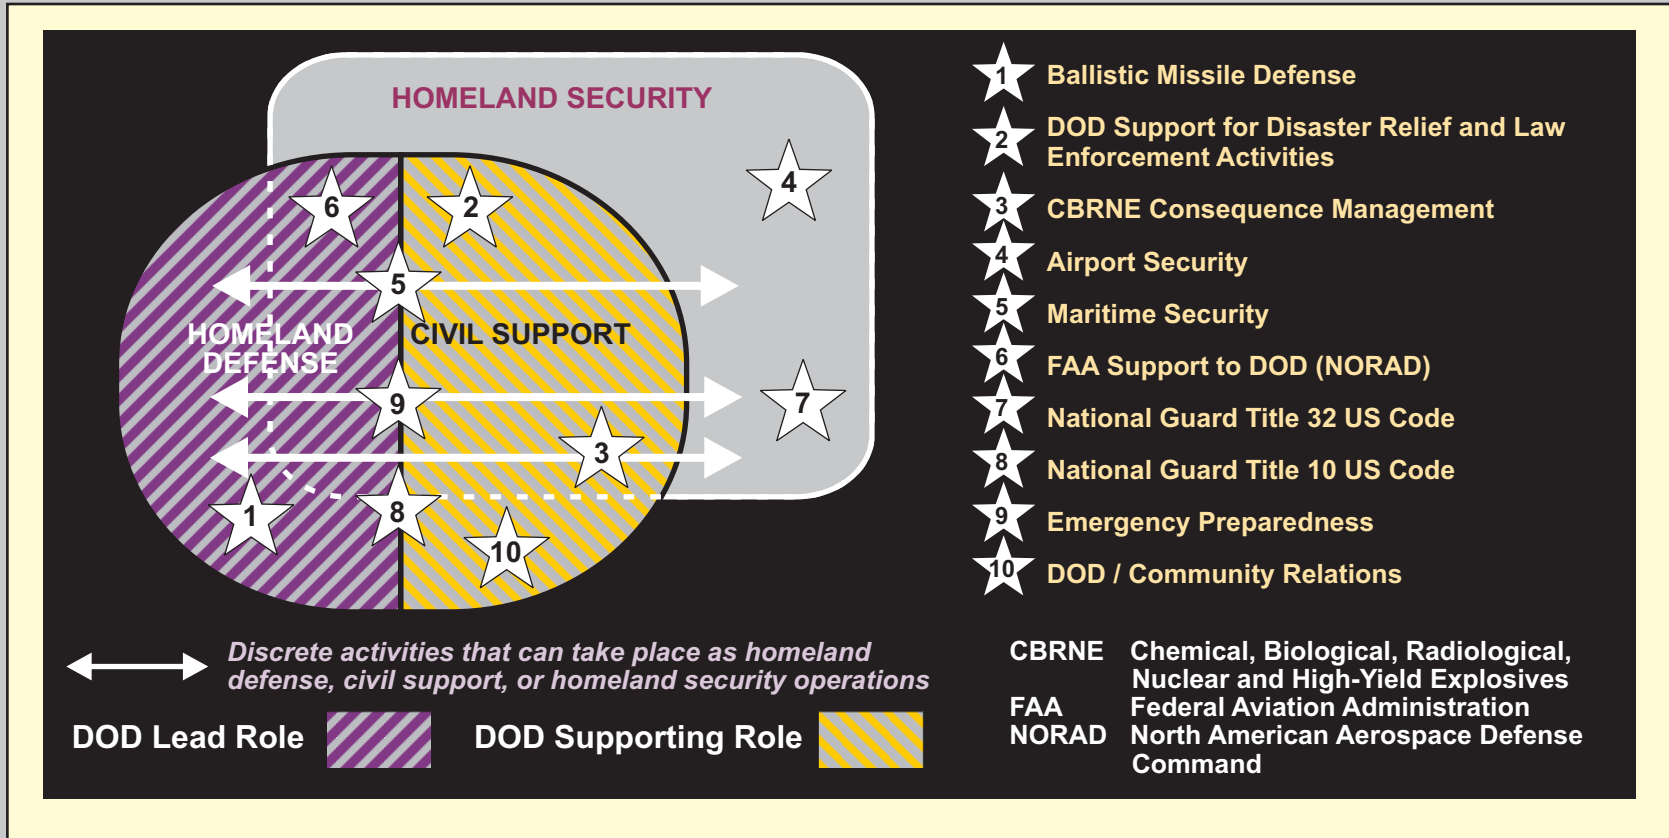 HOMELAND SECURITY
4
6
2
5
HOMELAND
DEFENSE
CIVIL SUPPORT
9
7
3
1
8
10
1 Ballistic Missile Defense
2 DOD Support for Disaster Relief and Law
Enforcement Activities
3 CBRNE Consequence Management
4 Airport Security
5 Maritime Security
6 FAA Support to DOD (NORAD)
7 National Guard Title 32 US Code
8 National Guard Title 10 US Code
9 Emergency Preparedness
10 DOD / Community Relations
Discrete activities that can take place as homeland
defense, civil support, or homeland security operations
DOD Lead Role
DOD Supporting Role
CBRNE Chemical, Biological, Radiological,
Nuclear and High-Yield Explosives
FAA Federal Aviation Administration
NORAD North American Aerospace Defense
Command